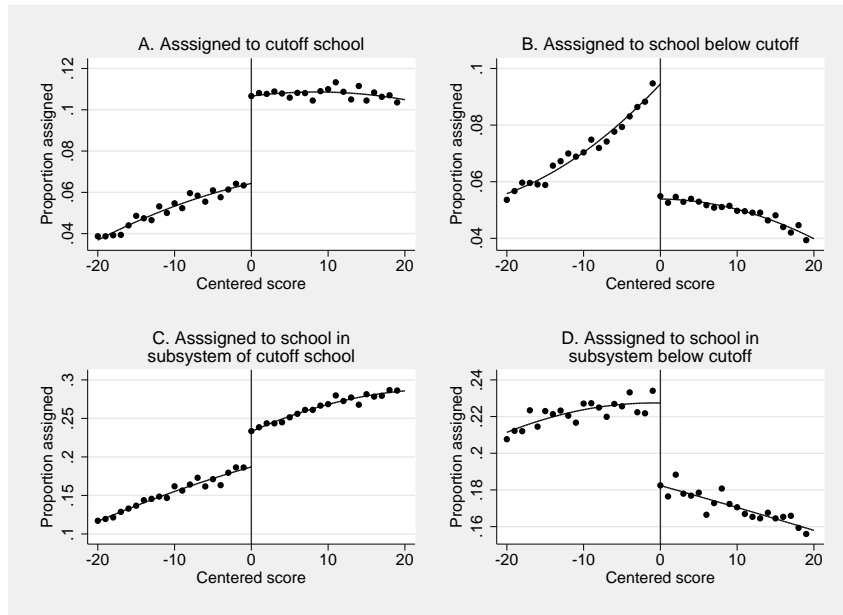 A. Asssigned to cutoff school
Proportion assigned
.04 .06 .08 .1 .12
-20 -10 0 10 20
Centered score
B. Asssigned to school below cutoff
Proportion assigned
.04 .06 .08 .1
-20 -10 0 10 20
Centered score
C. Asssigned to school in
subsystem of cutoff school
Proportion assigned
.1 .15 .2 .25 .3
-20 -10 0 10 20
Centered score
D. Asssigned to school in
subsystem below cutoff
Proportion assigned
.16 .18 .2 .22 .24
-20 -10 0 10 20
Centered score